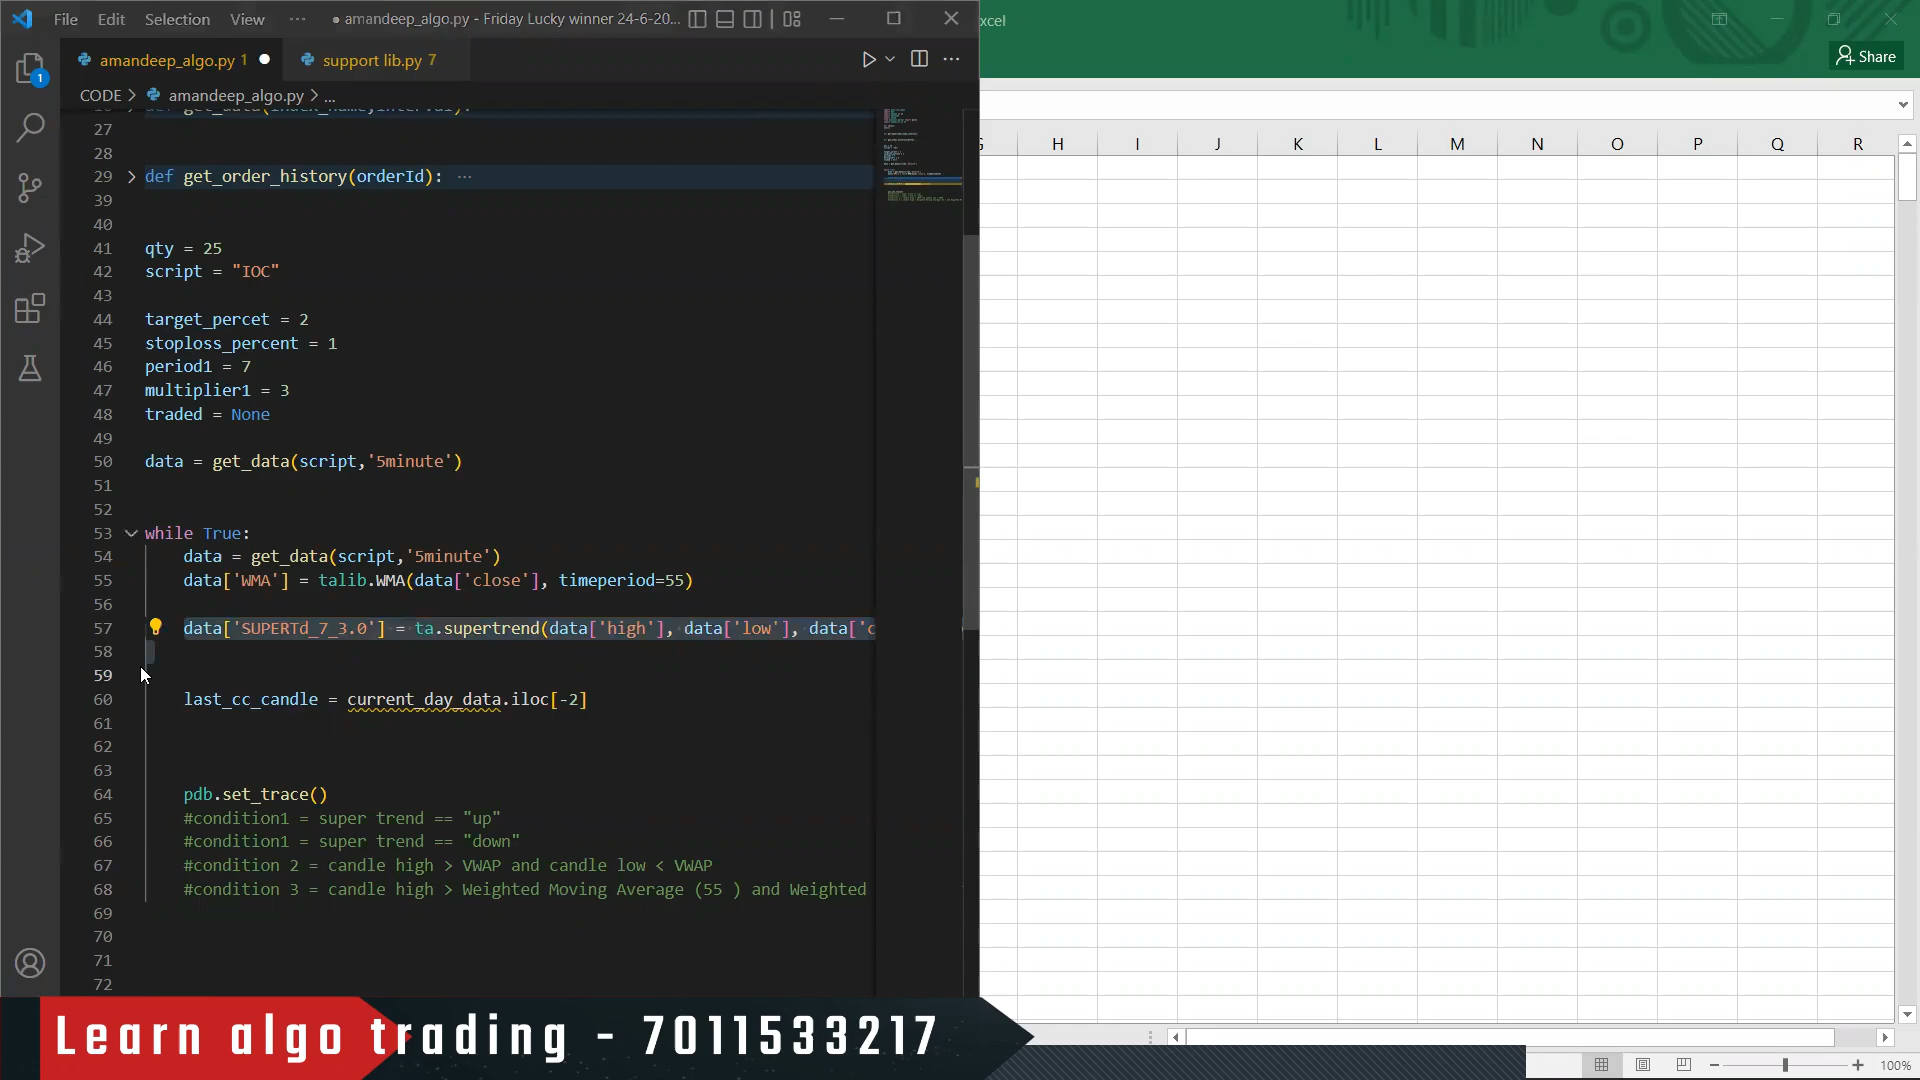 File Edit Selection View ··· ● amandeep_algo.py - Friday Lucky winner 24-6-20...
xcel
Share
amandeep_algo.py 1 ● support lib.py 7
CODE > amandeep_algo.py > ...
27
28
29 def get_order_history(orderId): ···
39
40
41 qty = 25
42 script = "IOC"
43
44 target_percet = 2
45 stoploss_percent = 1
46 period1 = 7
47 multiplier1 = 3
48 traded = None
49
50 data = get_data(script,'5minute')
51
52
53 while True:
54 data = get_data(script,'5minute')
55 data['WMA'] = talib.WMA(data['close'], timeperiod=55)
56
57 data['SUPERTd_7_3.0'] = ta.supertrend(data['high'], data['low'], data['c
58
59
60 last_cc_candle = current_day_data.iloc[-2]
61
62
63
64 pdb.set_trace()
65 #condition1 = super trend == "up"
66 #condition1 = super trend == "down"
67 #condition 2 = candle high > VWAP and candle low < VWAP
68 #condition 3 = candle high > Weighted Moving Average (55 ) and Weighted
69
70
71
72
H I J K L M N O P Q R
1
Learn algo trading - 7011533217
100%